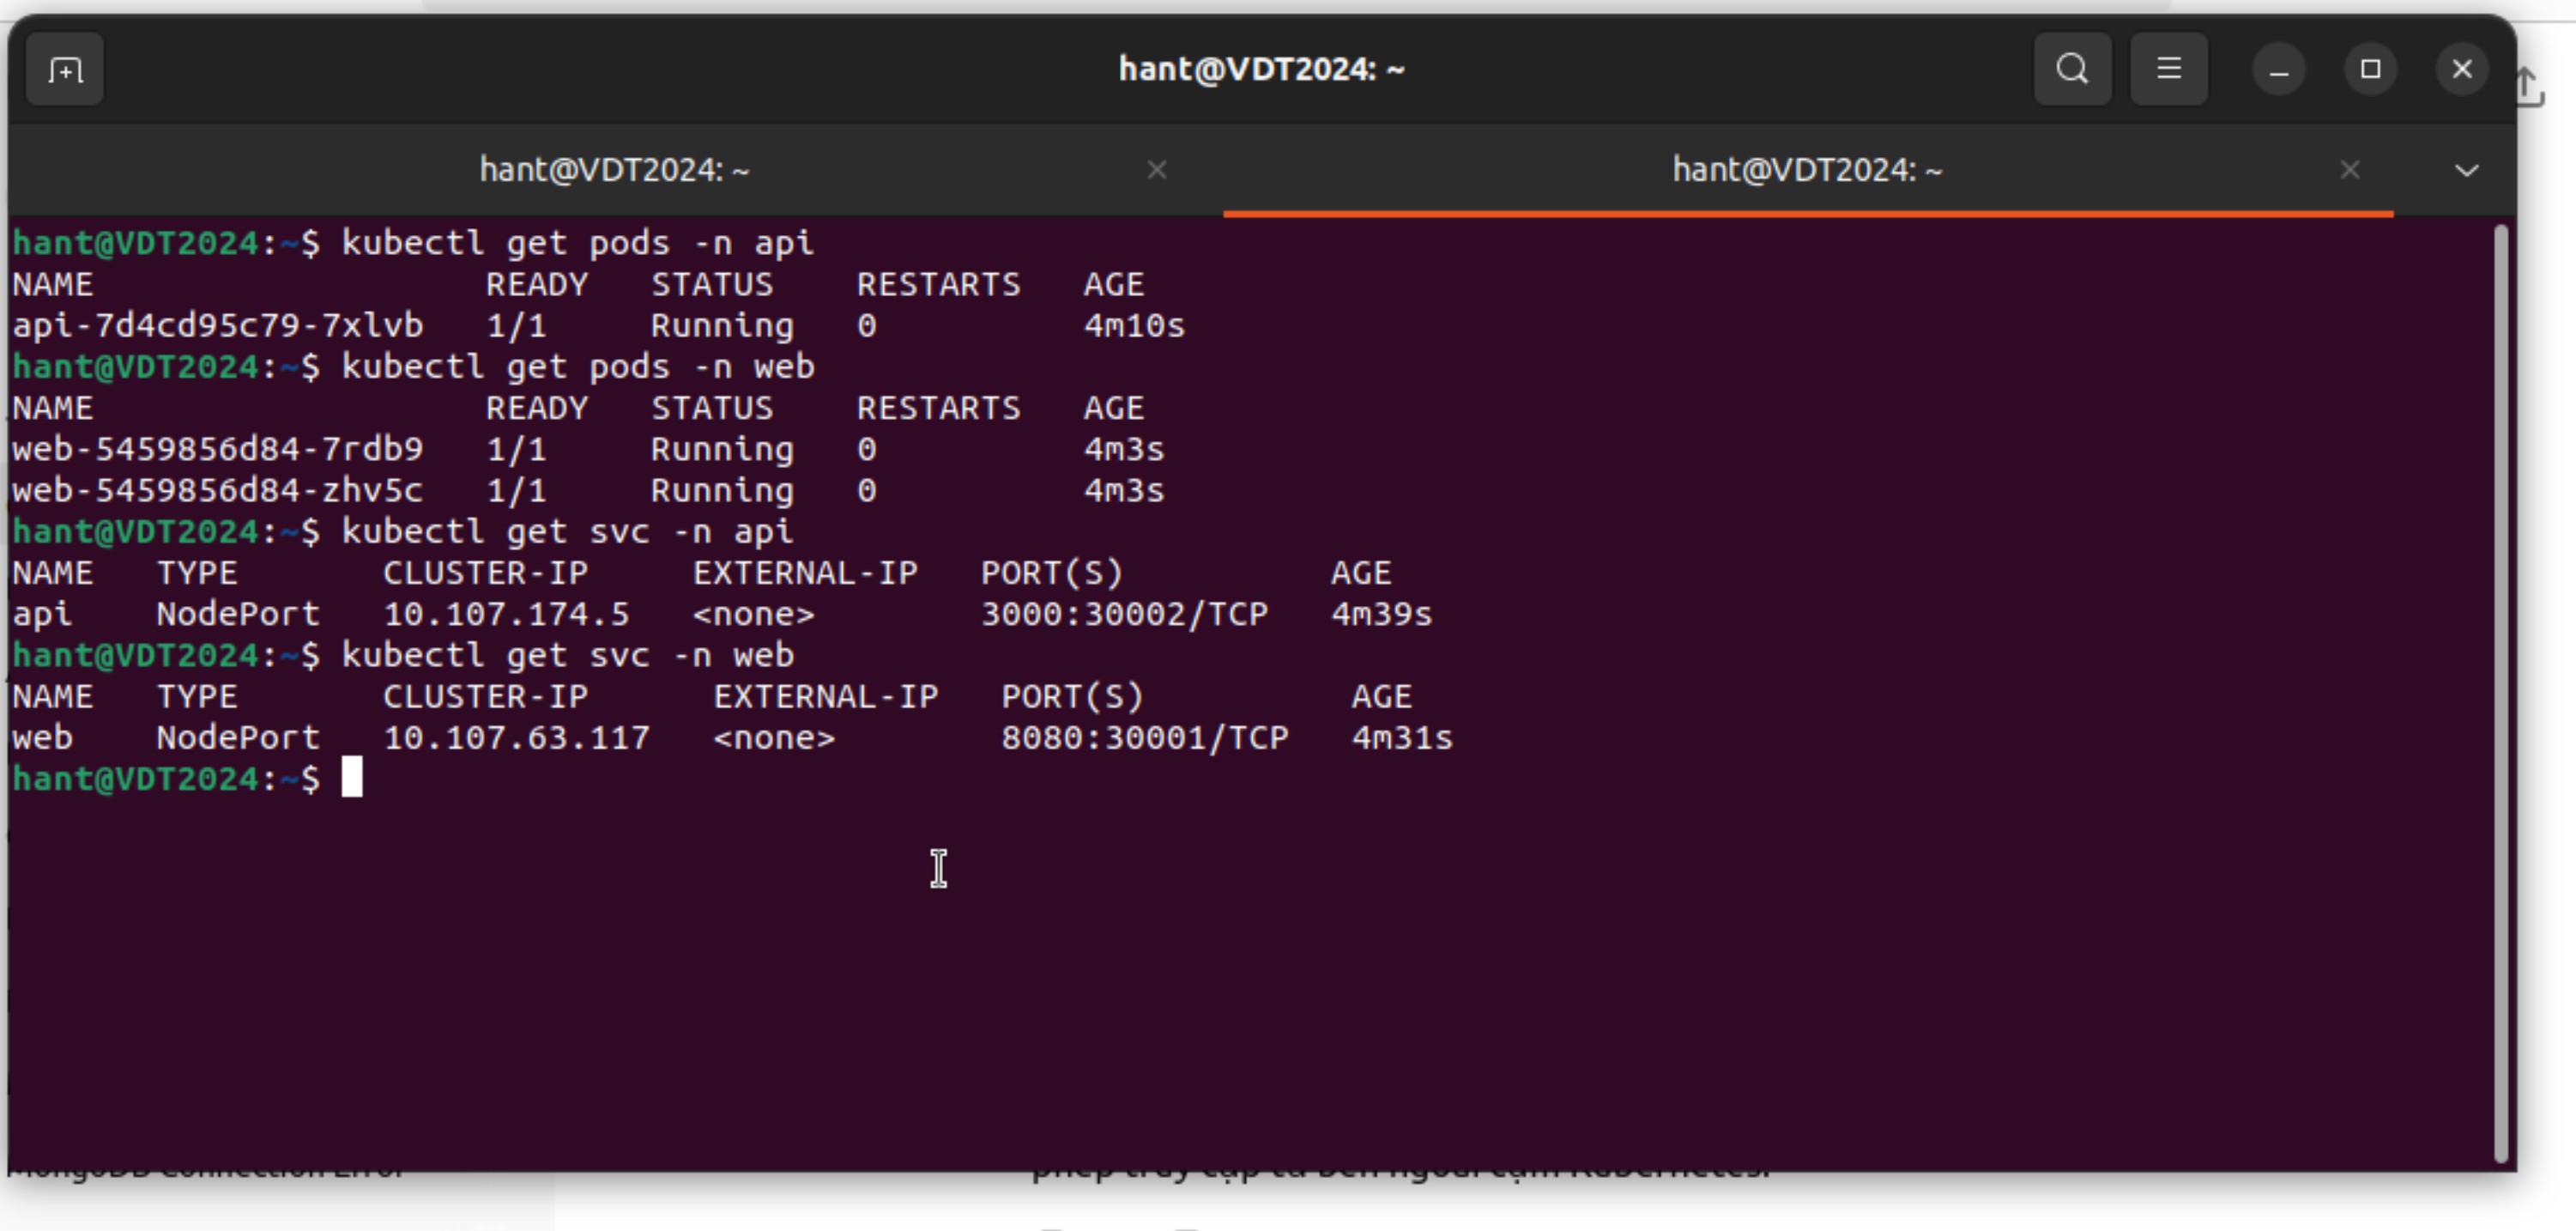 hant@VDT2024: ~
hant@VDT2024: ~ hant@VDT2024: ~
hant@VDT2024:~$ kubectl get pods -n api
NAME READY STATUS RESTARTS AGE
api-7d4cd95c79-7xlvb 1/1 Running 0 4m10s
hant@VDT2024:~$ kubectl get pods -n web
NAME READY STATUS RESTARTS AGE
web-5459856d84-7rdb9 1/1 Running 0 4m3s
web-5459856d84-zhv5c 1/1 Running 0 4m3s
hant@VDT2024:~$ kubectl get svc -n api
NAME TYPE CLUSTER-IP EXTERNAL-IP PORT(S) AGE
api NodePort 10.107.174.5 <none> 3000:30002/TCP 4m39s
hant@VDT2024:~$ kubectl get svc -n web
NAME TYPE CLUSTER-IP EXTERNAL-IP PORT(S) AGE
web NodePort 10.107.63.117 <none> 8080:30001/TCP 4m31s
hant@VDT2024:~$